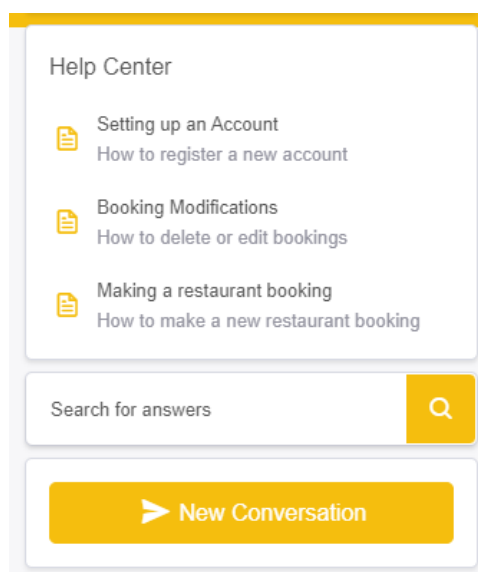 Help Center
Setting up an Account
How to register a new account
Booking Modifications
How to delete or edit bookings
Making a restaurant booking
How to make a new restaurant booking
Search for answers
New Conversation